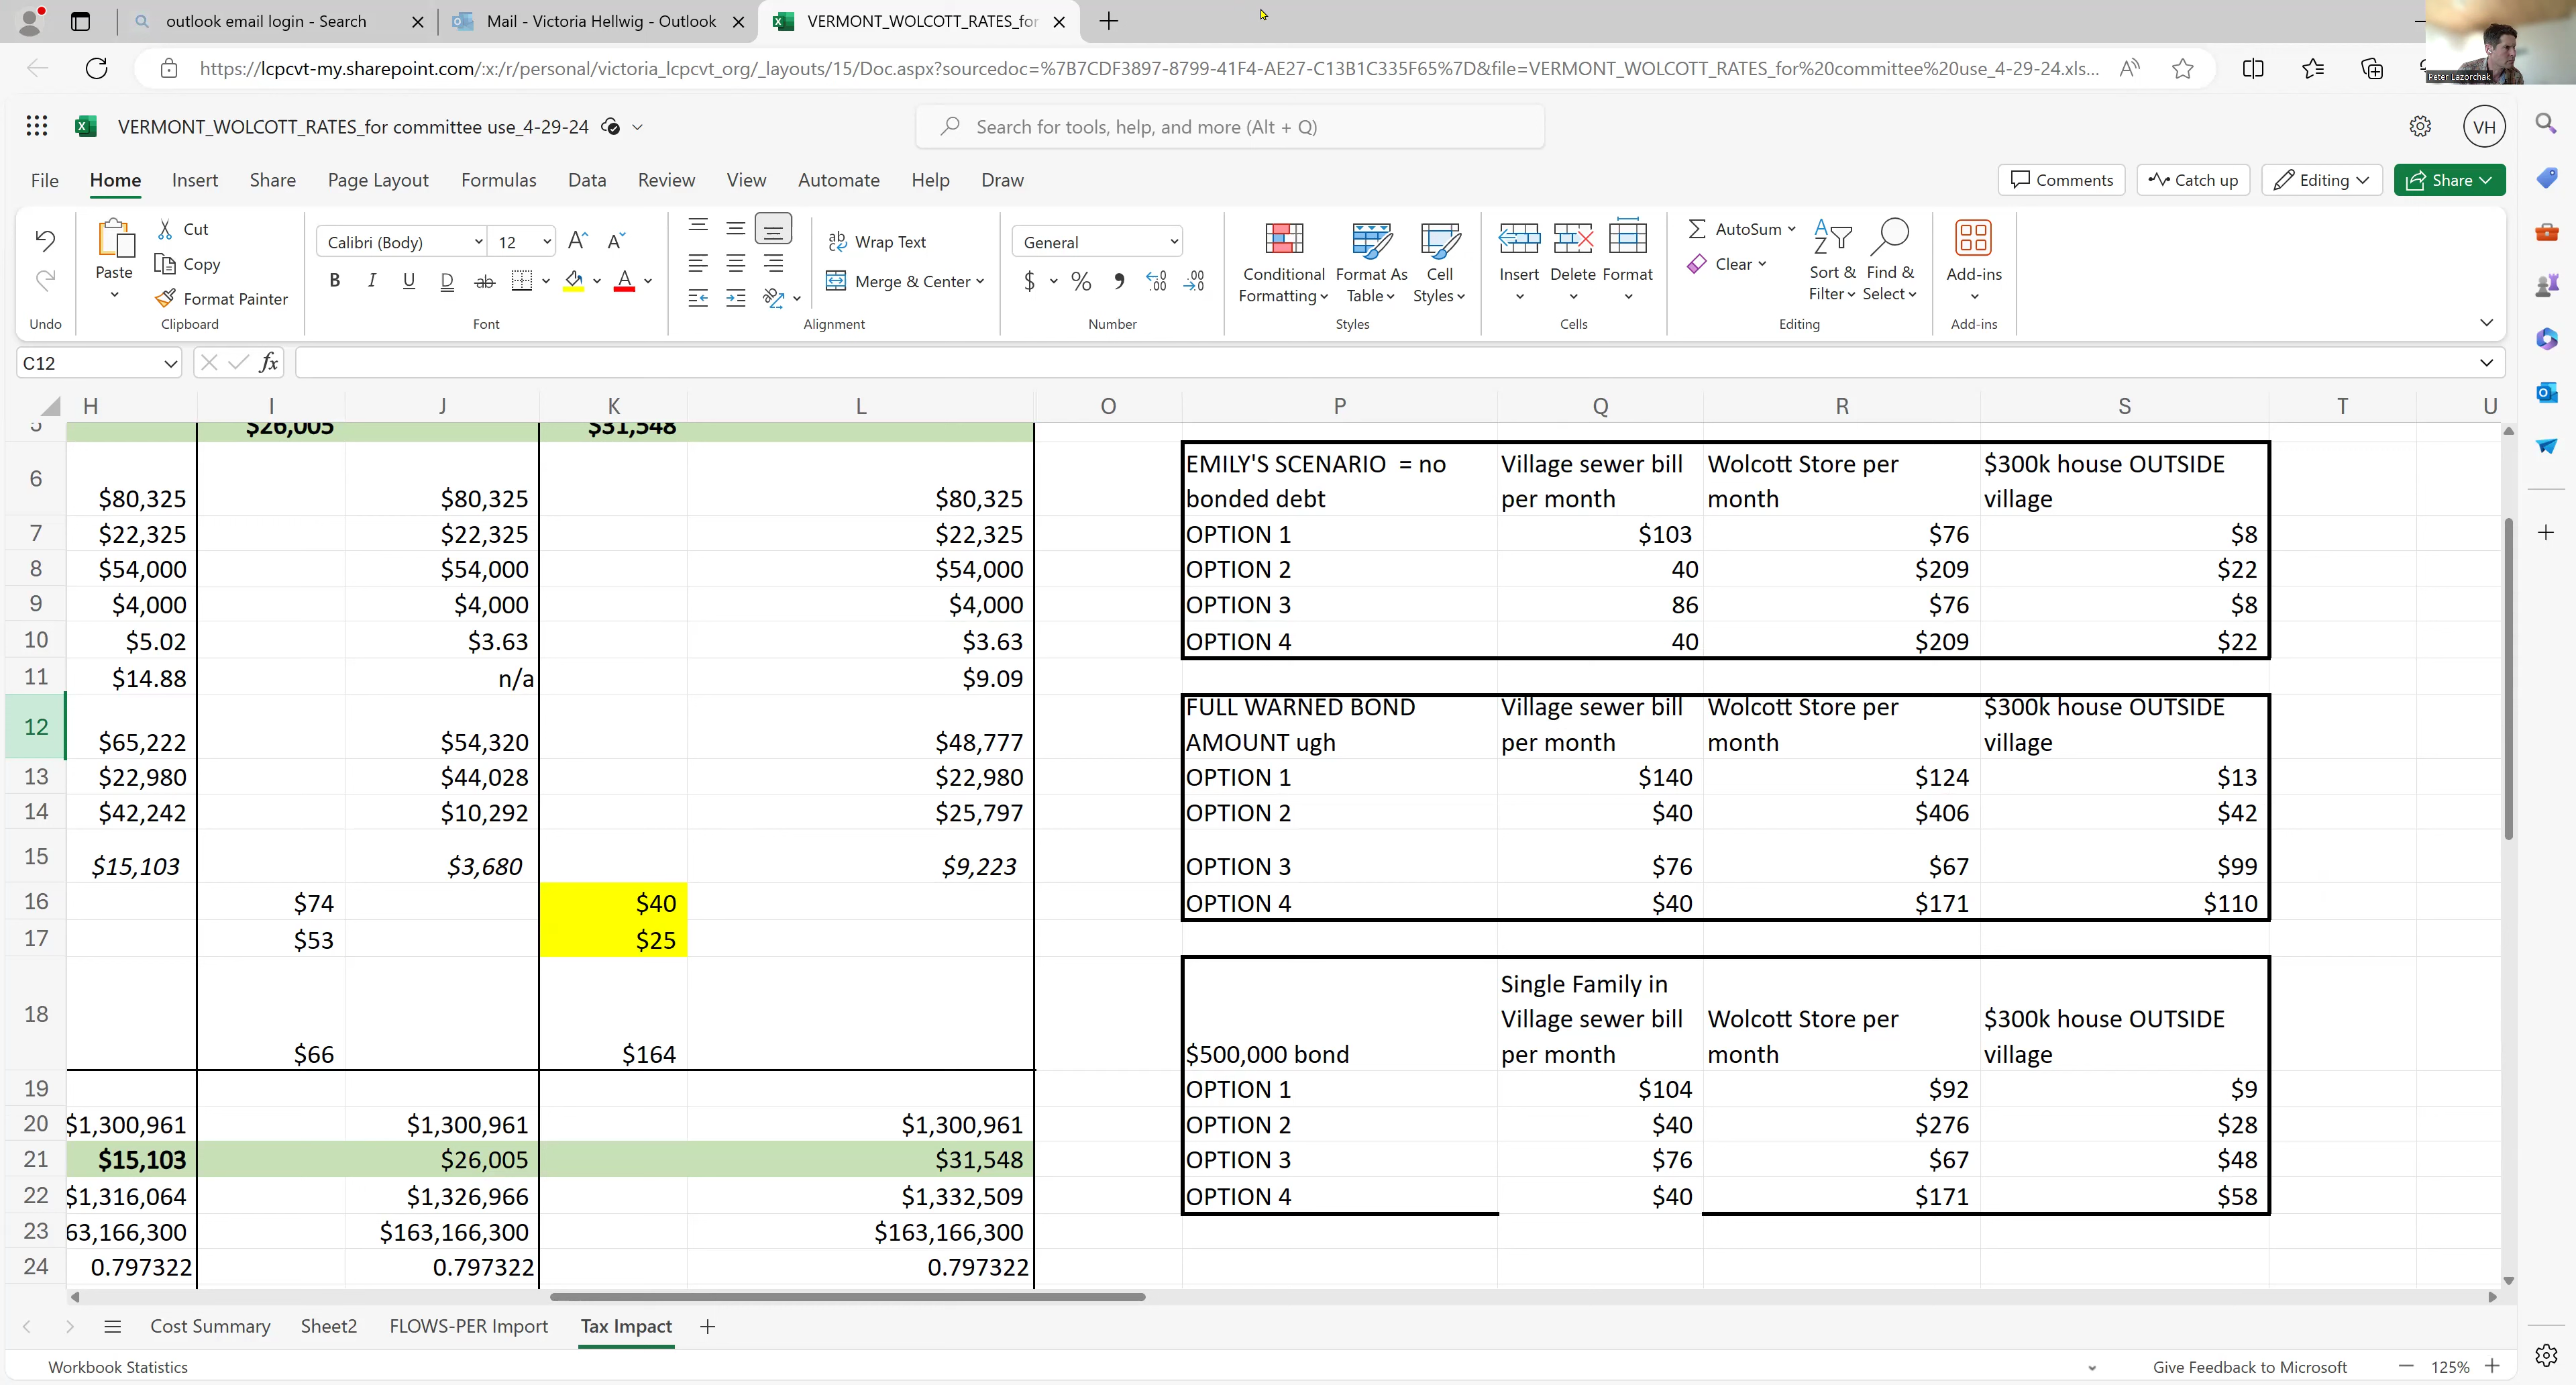 outlook email login - Search
Mail - Victoria Hellwig - Outlook
VERMONT_WOLCOTT_RATES_for
https://lcpcvt-my.sharepoint.com/:x:/r/personal/victoria_lcpcvt_org/_layouts/15/Doc.aspx?sourcedoc=%7B7CDF3897-8799-41F4-AE27-C13B1C335F65%7D&file=VERMONT_WOLCOTT_RATES_for%20committee%20use_4-29-24.xls...
Peter Lazorchak
VERMONT_WOLCOTT_RATES_for committee use_4-29-24
Search for tools, help, and more (Alt + Q)
VH
File Home Insert Share Page Layout Formulas Data Review View Automate Help Draw
Comments Catch up Editing Share
Paste Cut Copy Format Painter
Calibri (Body) 12
B I U D ab
Wrap Text
Merge & Center
General
$ % 9 .00 .00
Conditional Formatting Format As Table Cell Styles
Insert Delete Format
AutoSum
Clear
Sort & Filter Find & Select
Add-ins
Undo Clipboard Font Alignment Number Styles Cells Editing Add-ins
C12 fx
H I J K L O P Q R S T U
5 $26,005 $31,548
6 $80,325 $80,325 $80,325 EMILY'S SCENARIO = no bonded debt Village sewer bill per month Wolcott Store per month $300k house OUTSIDE village
7 $22,325 $22,325 $22,325 OPTION 1 $103 $76 $8
8 $54,000 $54,000 $54,000 OPTION 2 40 $209 $22
9 $4,000 $4,000 $4,000 OPTION 3 86 $76 $8
10 $5.02 $3.63 $3.63 OPTION 4 40 $209 $22
11 $14.88 n/a $9.09
12 $65,222 $54,320 $48,777 FULL WARNED BOND AMOUNT ugh Village sewer bill per month Wolcott Store per month $300k house OUTSIDE village
13 $22,980 $44,028 $22,980 OPTION 1 $140 $124 $13
14 $42,242 $10,292 $25,797 OPTION 2 $40 $406 $42
15 $15,103 $3,680 $9,223 OPTION 3 $76 $67 $99
16 $74 $40 OPTION 4 $40 $171 $110
17 $53 $25
18 $66 $164 $500,000 bond Single Family in Village sewer bill per month Wolcott Store per month $300k house OUTSIDE village
19 OPTION 1 $104 $92 $9
20 $1,300,961 $1,300,961 $1,300,961 OPTION 2 $40 $276 $28
21 $15,103 $26,005 $31,548 OPTION 3 $76 $67 $48
22 $1,316,064 $1,326,966 $1,332,509 OPTION 4 $40 $171 $58
23 63,166,300 $163,166,300 $163,166,300
24 0.797322 0.797322 0.797322
Cost Summary Sheet2 FLOWS-PER Import Tax Impact
Workbook Statistics Give Feedback to Microsoft 125%